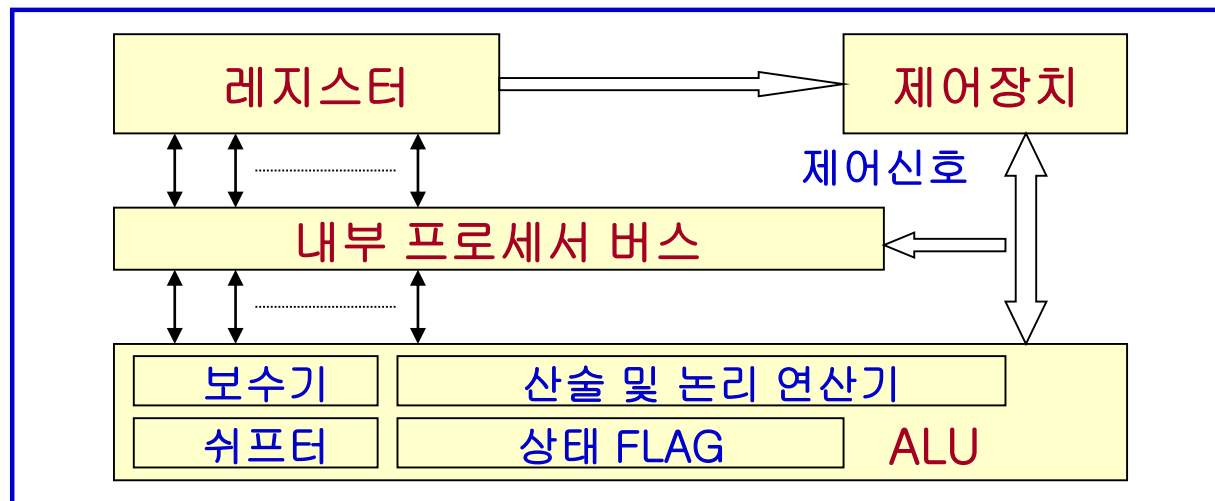 레지스터
제어장치
제어신호
내부 프로세서 버스
보수기
산술 및 논리 연산기
쉬프터
상태 FLAG
ALU